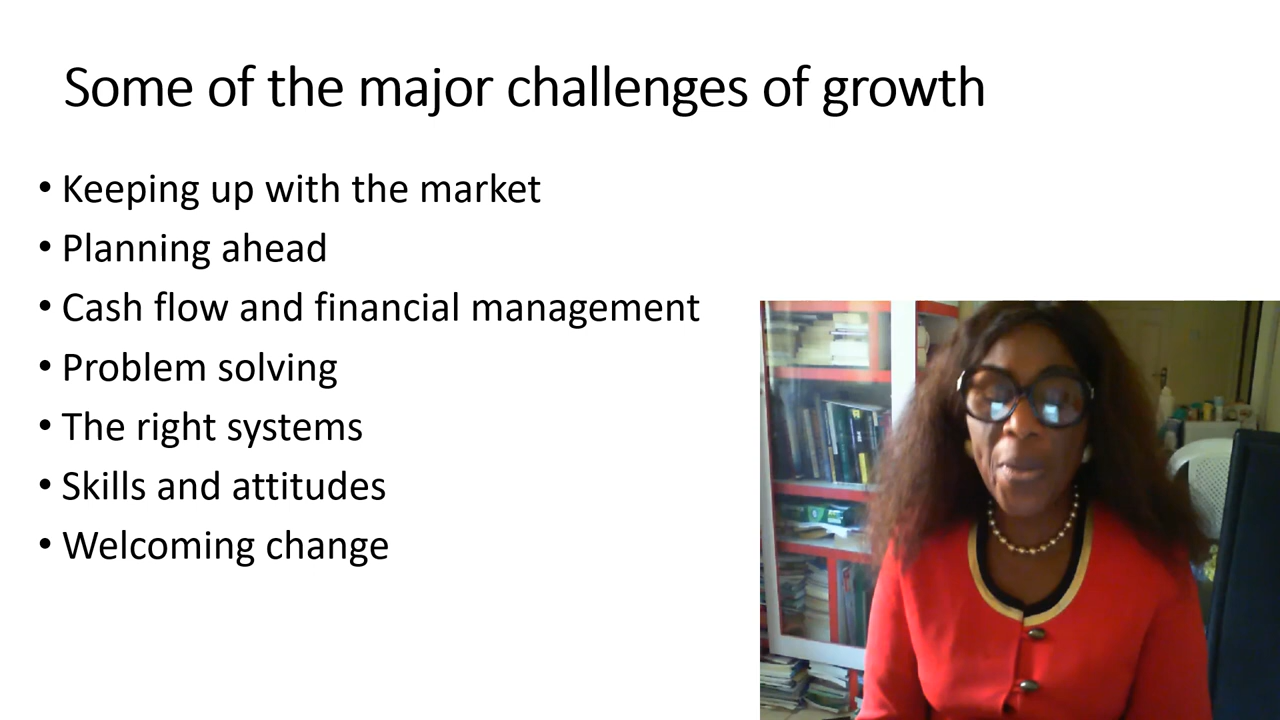 Some of the major challenges of growth
• Keeping up with the market
• Planning ahead
• Cash flow and financial management
• Problem solving
• The right systems
• Skills and attitudes
• Welcoming change